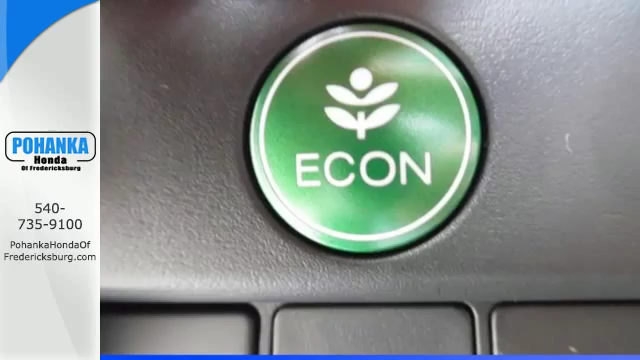 POHANKA
Honda
Of Fredericksburg
540-
735-9100
PohankaHondaOf
Fredericksburg.com
ECON